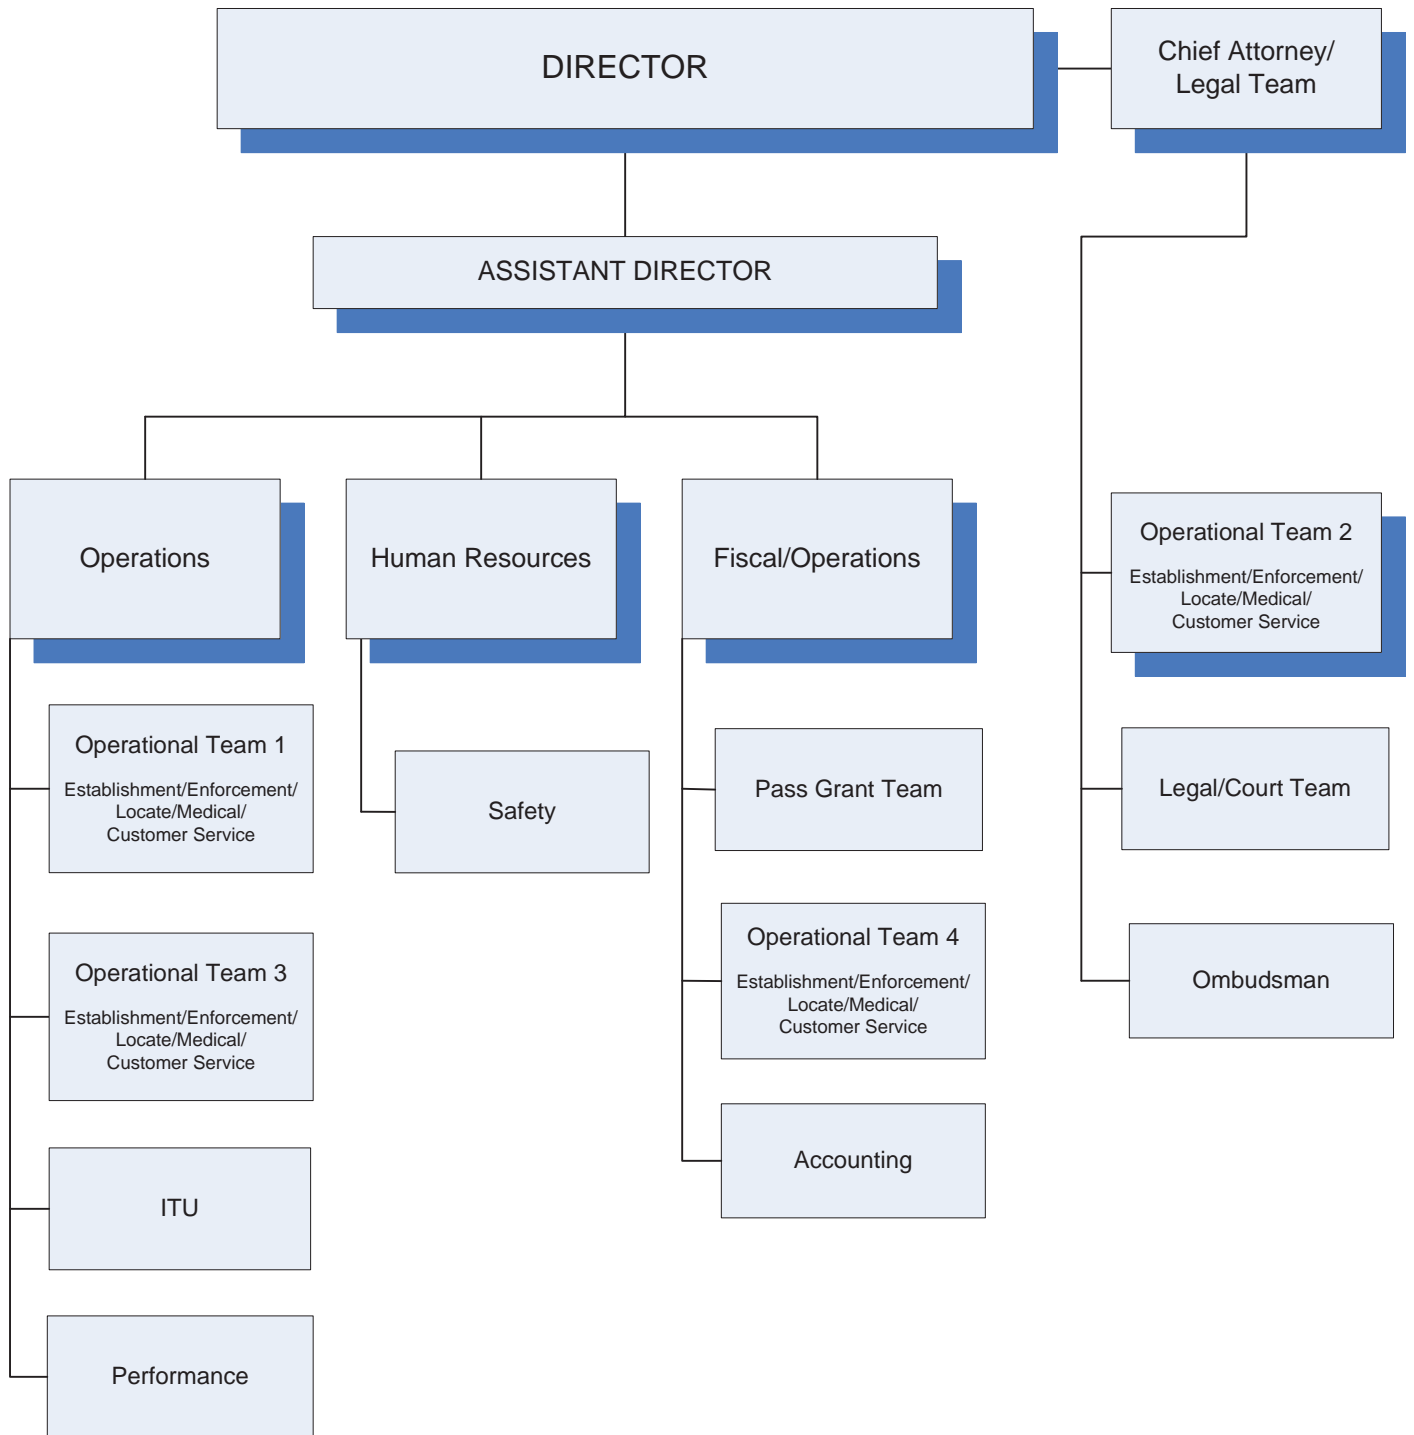 DIRECTOR
Chief Attorney/
Legal Team
ASSISTANT DIRECTOR
Operations
Human Resources
Fiscal/Operations
Operational Team 2
Establishment/Enforcement/
Locate/Medical/
Customer Service
Operational Team 1
Establishment/Enforcement/
Locate/Medical/
Customer Service
Safety
Pass Grant Team
Legal/Court Team
Operational Team 3
Establishment/Enforcement/
Locate/Medical/
Customer Service
Operational Team 4
Establishment/Enforcement/
Locate/Medical/
Customer Service
Ombudsman
ITU
Accounting
Performance